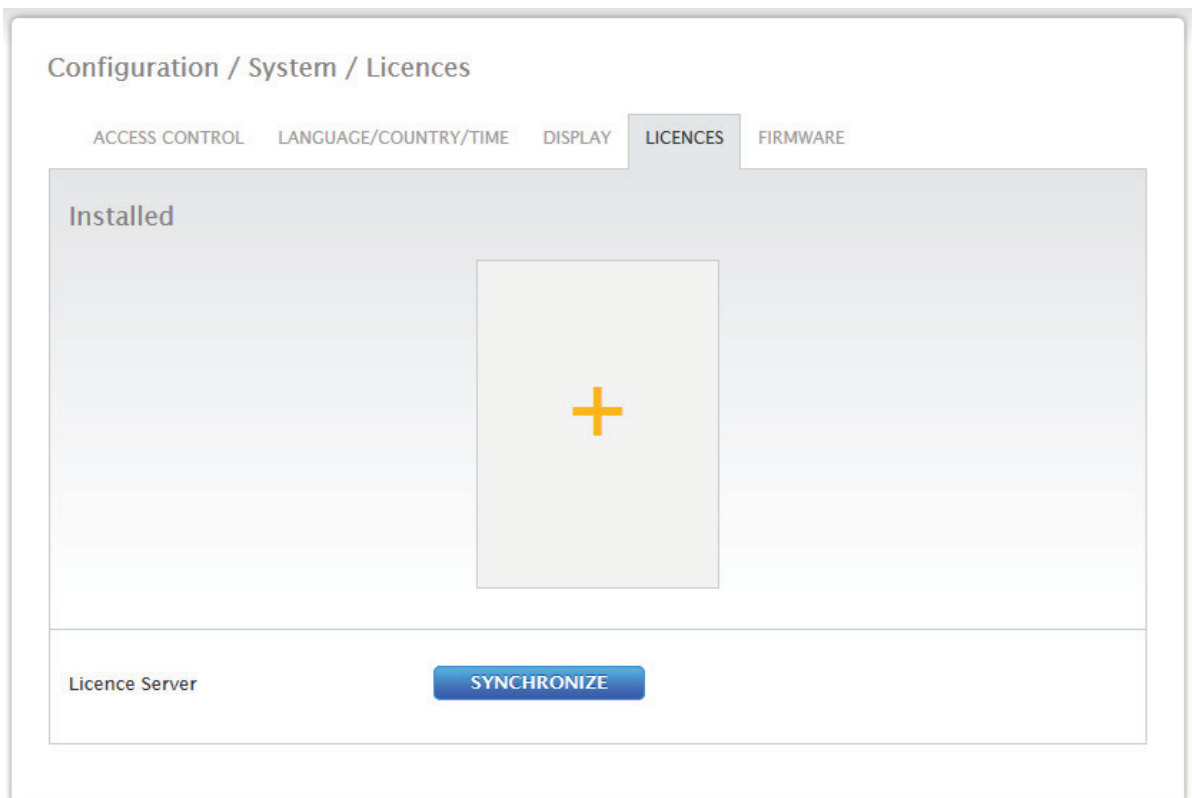 Configuration / System / Licences
ACCESS CONTROL LANGUAGE/COUNTRY/TIME DISPLAY LICENCES FIRMWARE
Installed
Licence Server SYNCHRONIZE